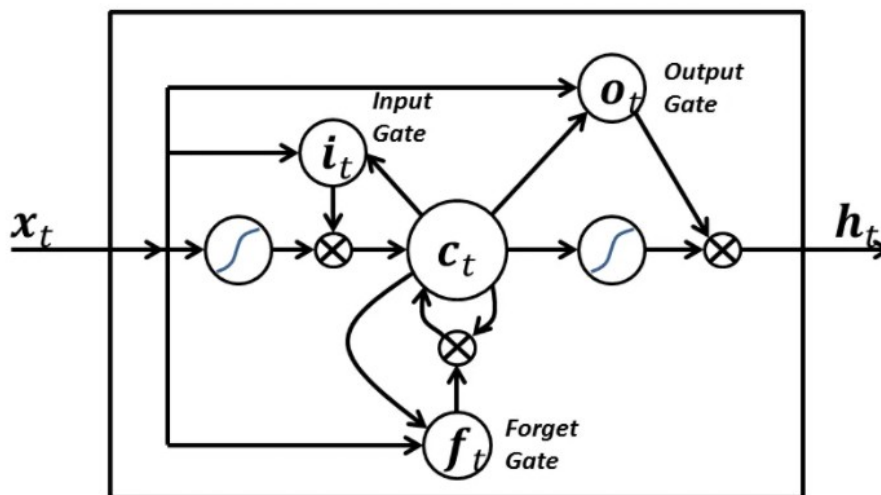 Input
Gate
i_t
o_t
Output
Gate
x_t
c_t
h_t
f_t
Forget
Gate